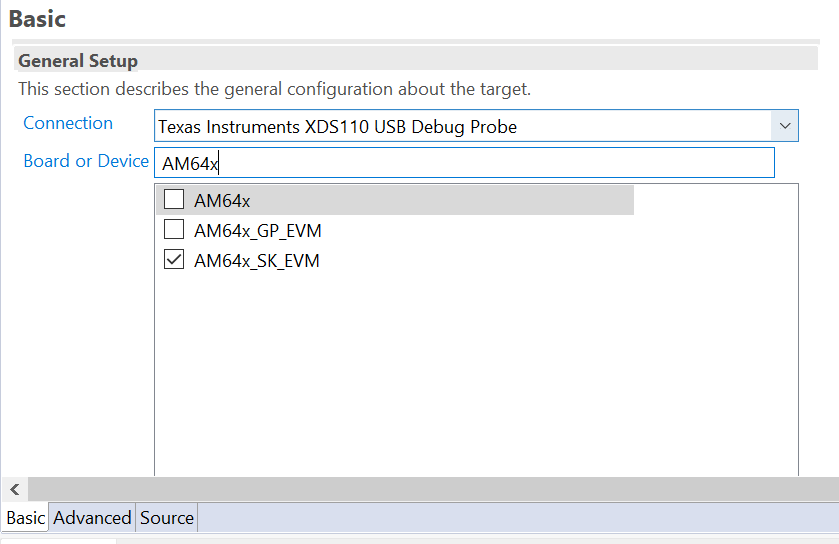 Basic
General Setup
This section describes the general configuration about the target.
Connection Texas Instruments XDS110 USB Debug Probe
Board or Device AM64x
AM64x
AM64x_GP_EVM
AM64x_SK_EVM
Basic Advanced Source